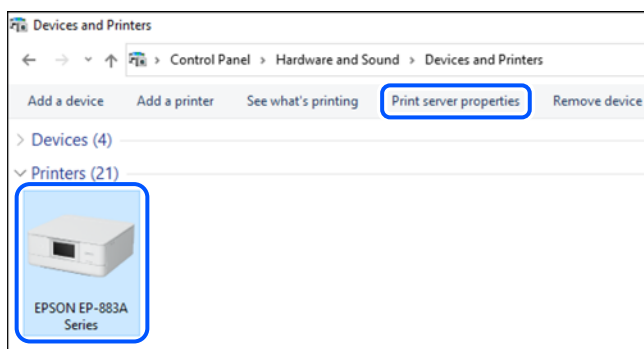 Devices and Printers
Control Panel > Hardware and Sound > Devices and Printers
Add a device Add a printer See what's printing Print server properties Remove device
Devices (4)
Printers (21)
EPSON EP-883A
Series